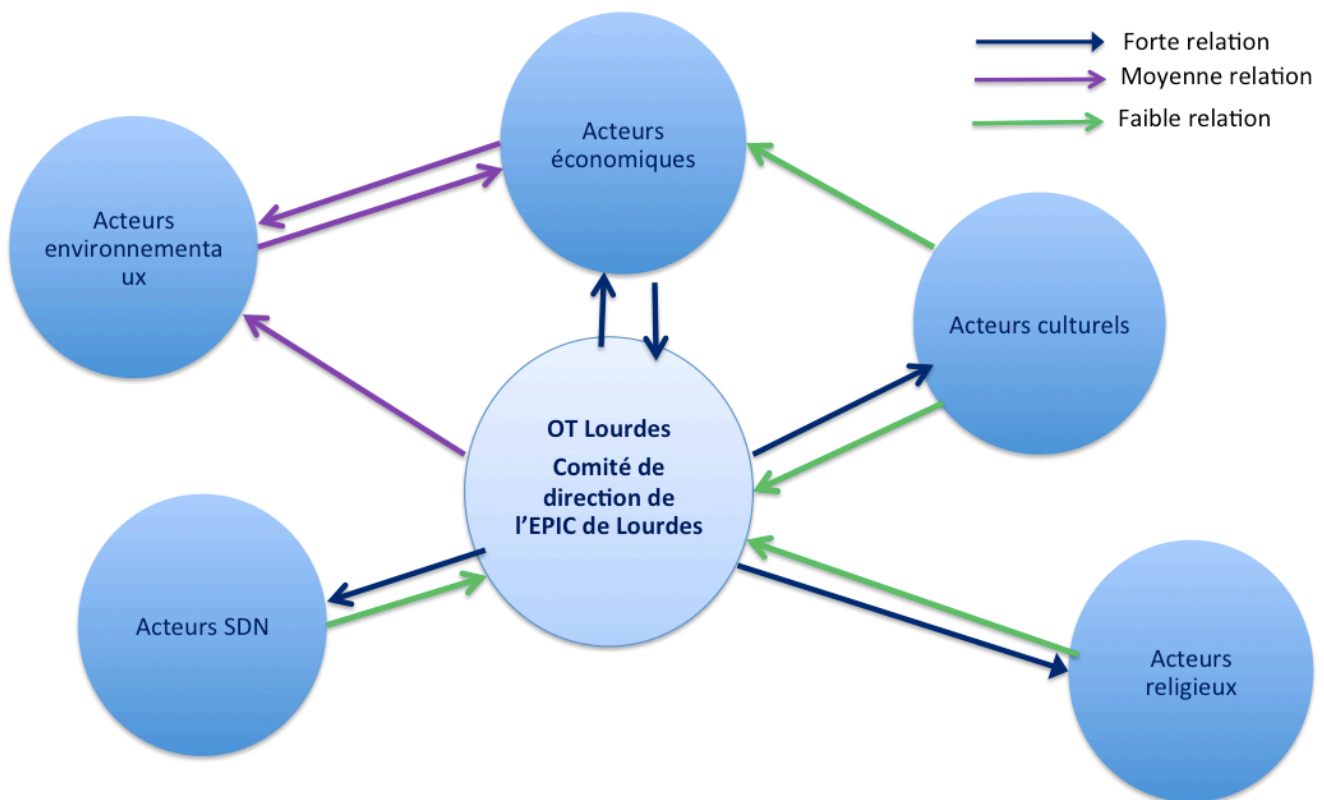 Forte relation
Moyenne relation
Faible relation
Acteurs
économiques
Acteurs
environnementa
ux
Acteurs culturels
OT Lourdes
Comité de
direction de
l’EPIC de Lourdes
Acteurs SDN
Acteurs
religieux